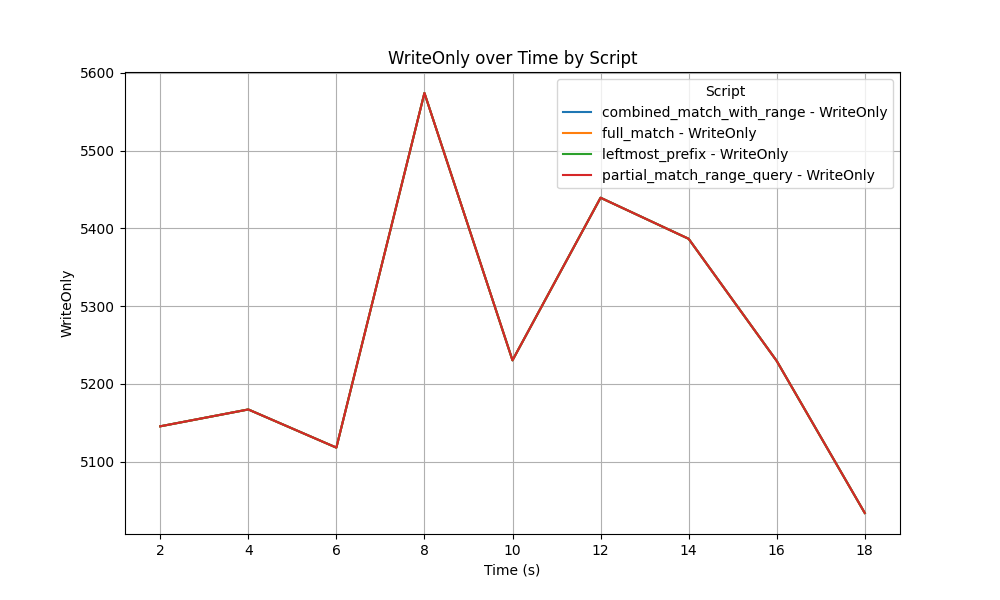 WriteOnly over Time by Script
Script
combined_match_with_range - WriteOnly
full_match - WriteOnly
leftmost_prefix - WriteOnly
partial_match_range_query - WriteOnly
WriteOnly
5600
5500
5400
5300
5200
5100
2 4 6 8 10 12 14 16 18
Time (s)